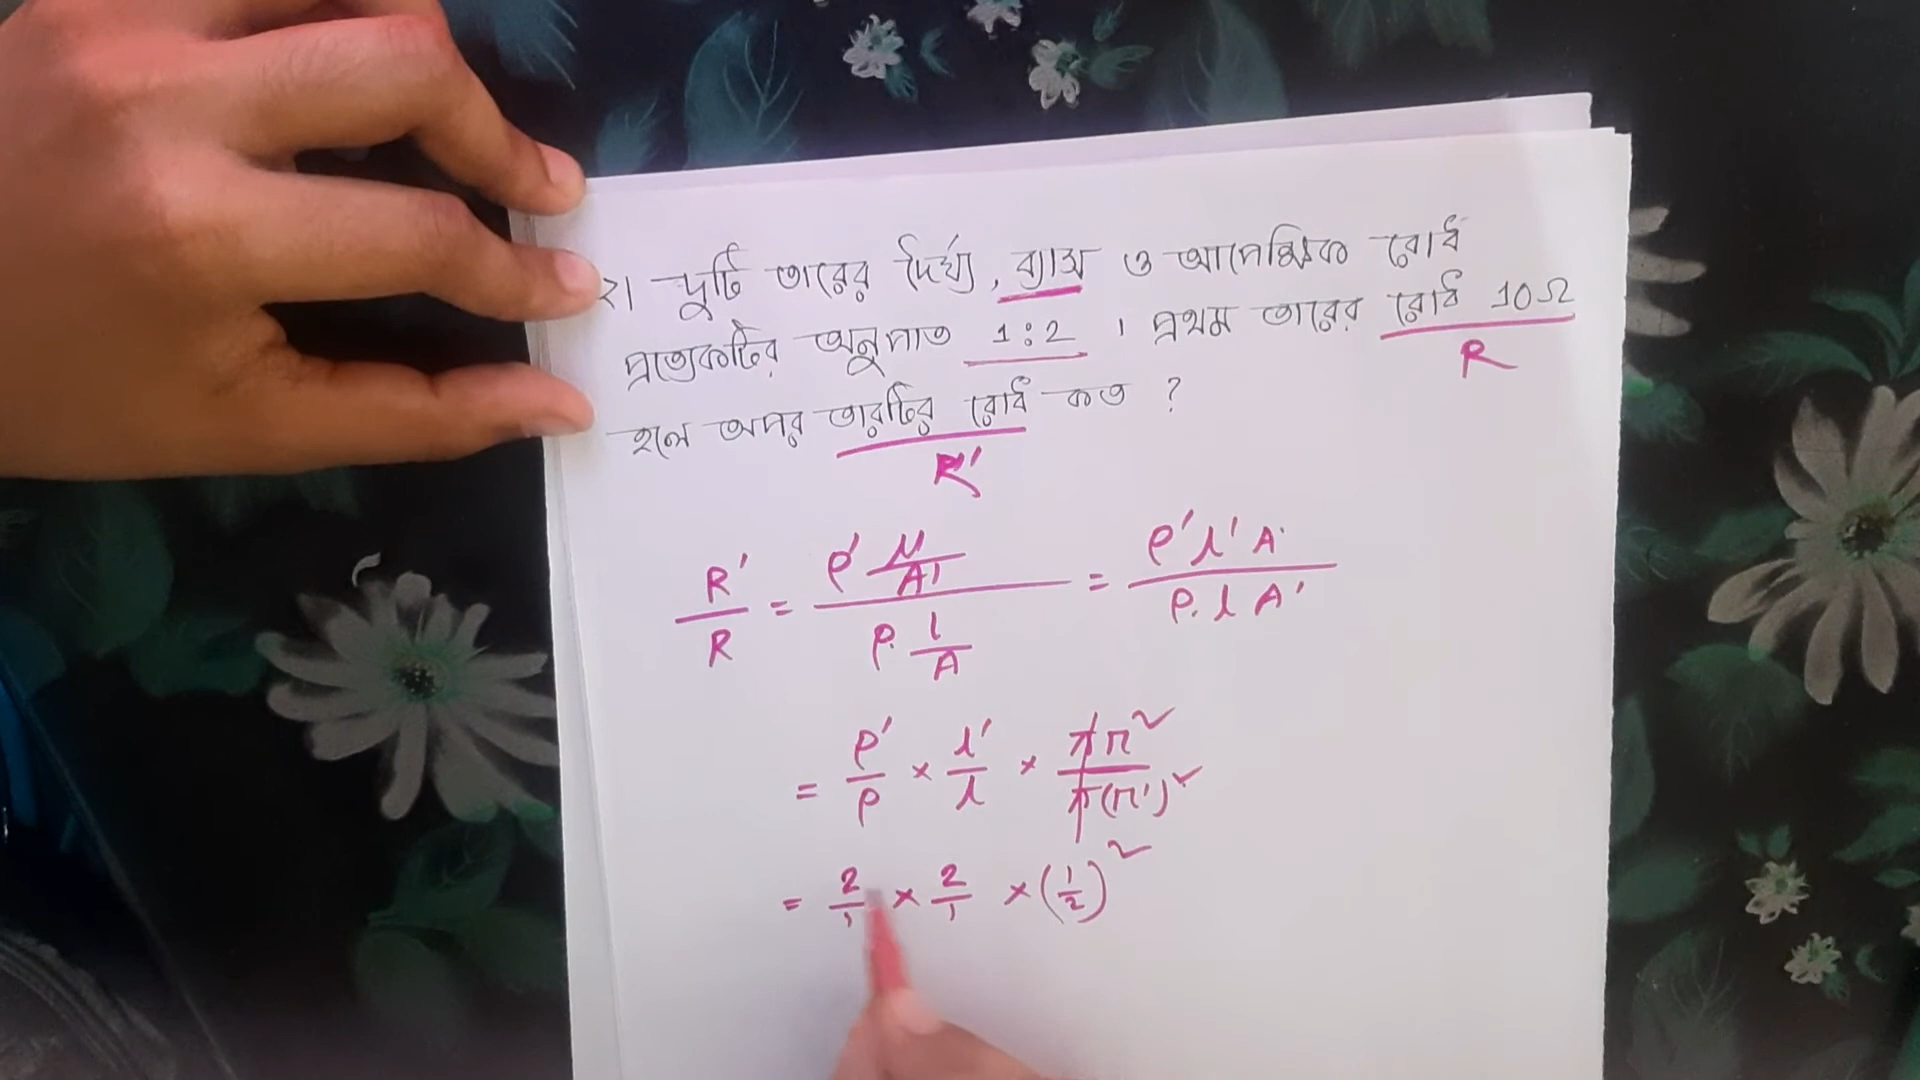 ২। দুটি তারের দৈর্ঘ্য, ব্যাস ও আপেক্ষিক রোধ
প্রত্যেকটির অনুপাত 1:2 । প্রথম তারের রোধ 10Ω
R
হলে অপর তারটির রোধ কত ?
R'
R'/R = (ρ' l'/A')/(ρ. l/A) = ρ'l'A/ρ.lA'
= ρ'/ρ × l'/l × πr²/π(r')²
= 2/1 × 2/1 × (1/2)²